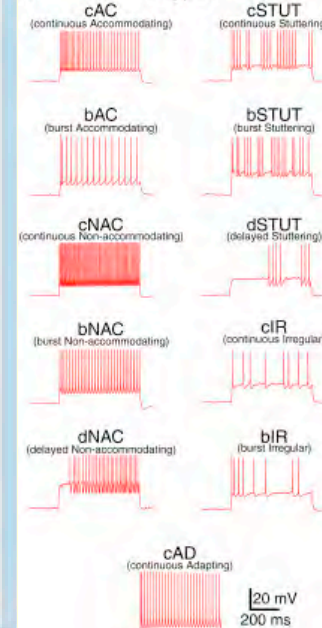 cAC
(continuous Accommodating)
cSTUT
(continuous Stuttering
bAC
(burst Accommodating)
bSTUT
(burst Stuttering)
cNAC
(continuous Non-accommodating)
dSTUT
(delayed Stuttering)
bNAC
(burst Non-accommodating)
cIR
(continuous Irregular
dNAC
(delayed Non-accommodating)
bIR
(burst Irregular)
cAD
(continuous Adapting)
20 mV
200 ms